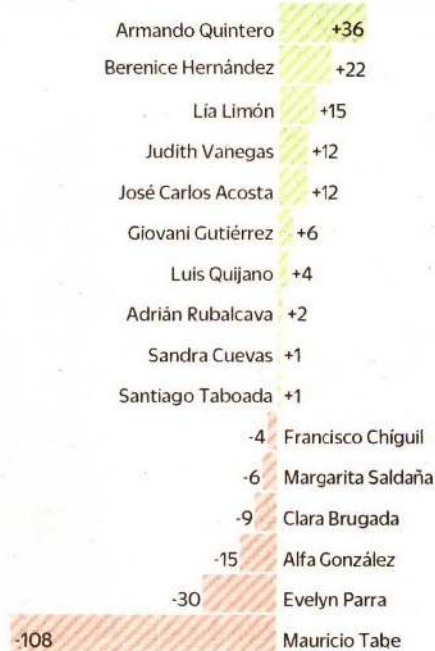 Armando Quintero +36
Berenice Hernández +22
Lía Limón +15
Judith Vanegas +12
José Carlos Acosta +12
Giovani Gutiérrez +6
Luis Quijano +4
Adrián Rubalcava +2
Sandra Cuevas +1
Santiago Taboada +1
-4 Francisco Chíguil
-6 Margarita Saldaña
-9 Clara Brugada
-15 Alfa González
-30 Evelyn Parra
-108 Mauricio Tabe